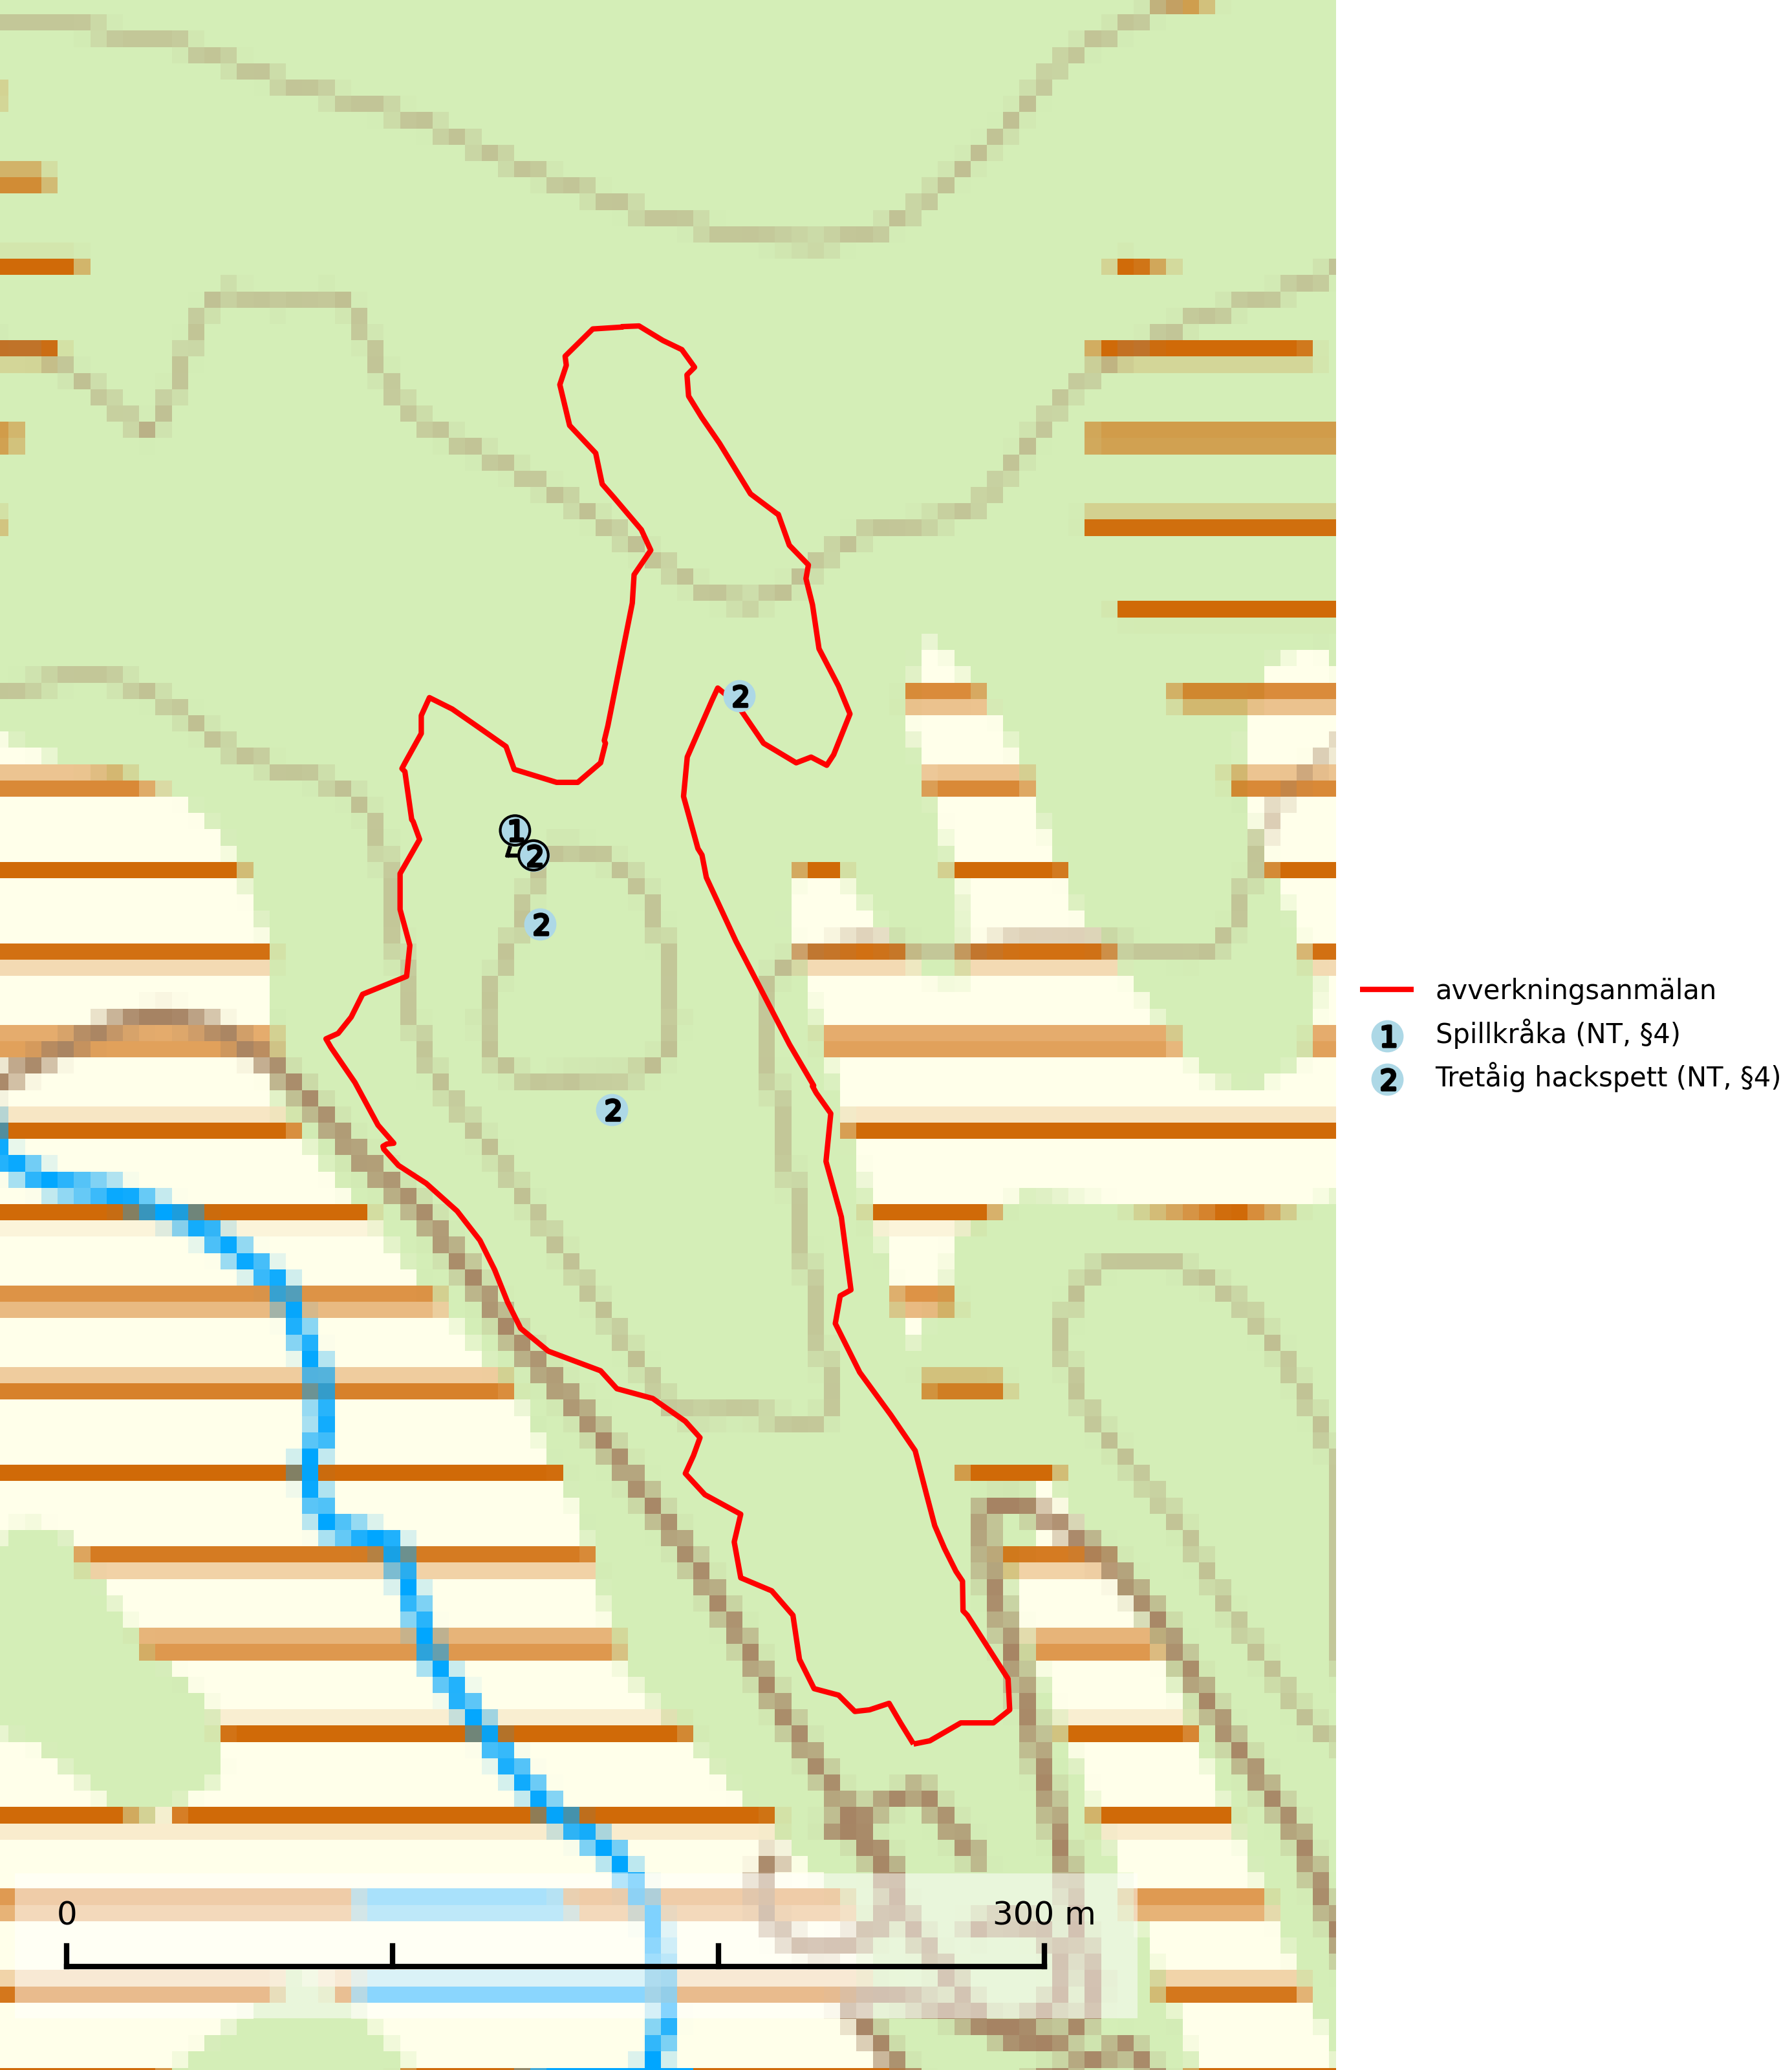 2
1
2
2
2
avverkningsanmälan
1 Spillkråka (NT, §4)
2 Tretåig hackspett (NT, §4)
0 300 m